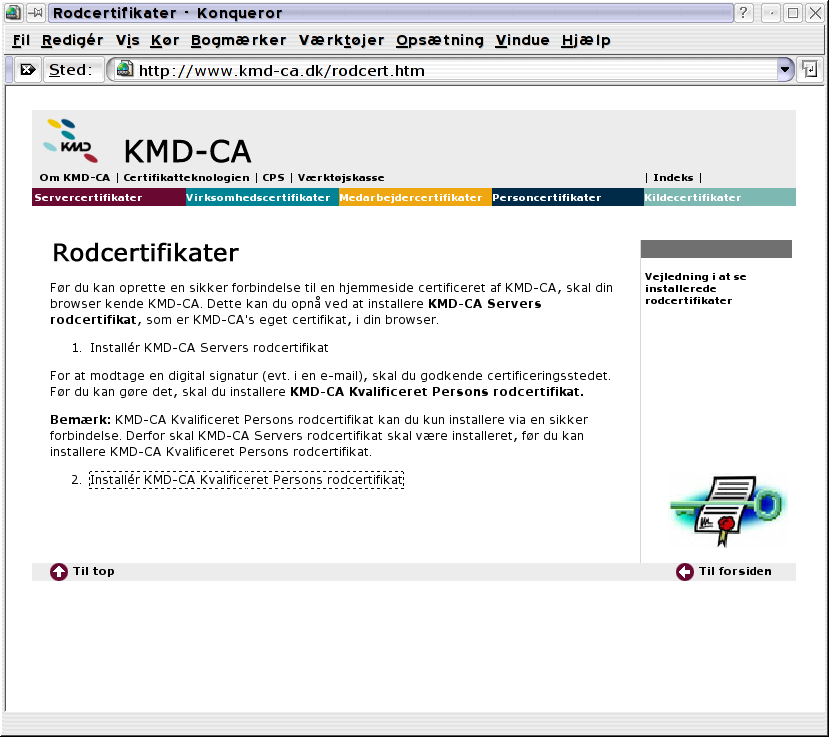 Rodcertifikater - Konqueror
?
Fil Redigér Vis Kør Bogmærker Værktøjer Opsætning Vindue Hjælp
Sted: http://www.kmd-ca.dk/rodcert.htm
KMD
KMD-CA
Om KMD-CA | Certifikatteknologien | CPS | Værktøjskasse | Indeks |
Servercertifikater Virksomhedscertifikater Medarbejdercertifikater Personcertifikater Kildecertifikater
Rodcertifikater
Før du kan oprette en sikker forbindelse til en hjemmeside certificeret af KMD-CA, skal din
browser kende KMD-CA. Dette kan du opnå ved at installere KMD-CA Servers
rodcertifikat, som er KMD-CA's eget certifikat, i din browser.
1. Installér KMD-CA Servers rodcertifikat
For at modtage en digital signatur (evt. i en e-mail), skal du godkende certificeringsstedet.
Før du kan gøre det, skal du installere KMD-CA Kvalificeret Persons rodcertifikat.
Bemærk: KMD-CA Kvalificeret Persons rodcertifikat kan du kun installere via en sikker
forbindelse. Derfor skal KMD-CA Servers rodcertifikat skal være installeret, før du kan
installere KMD-CA Kvalificeret Persons rodcertifikat.
2. Installér KMD-CA Kvalificeret Persons rodcertifikat
Vejledning i at se
installerede
rodcertifikater
Til top
Til forsiden